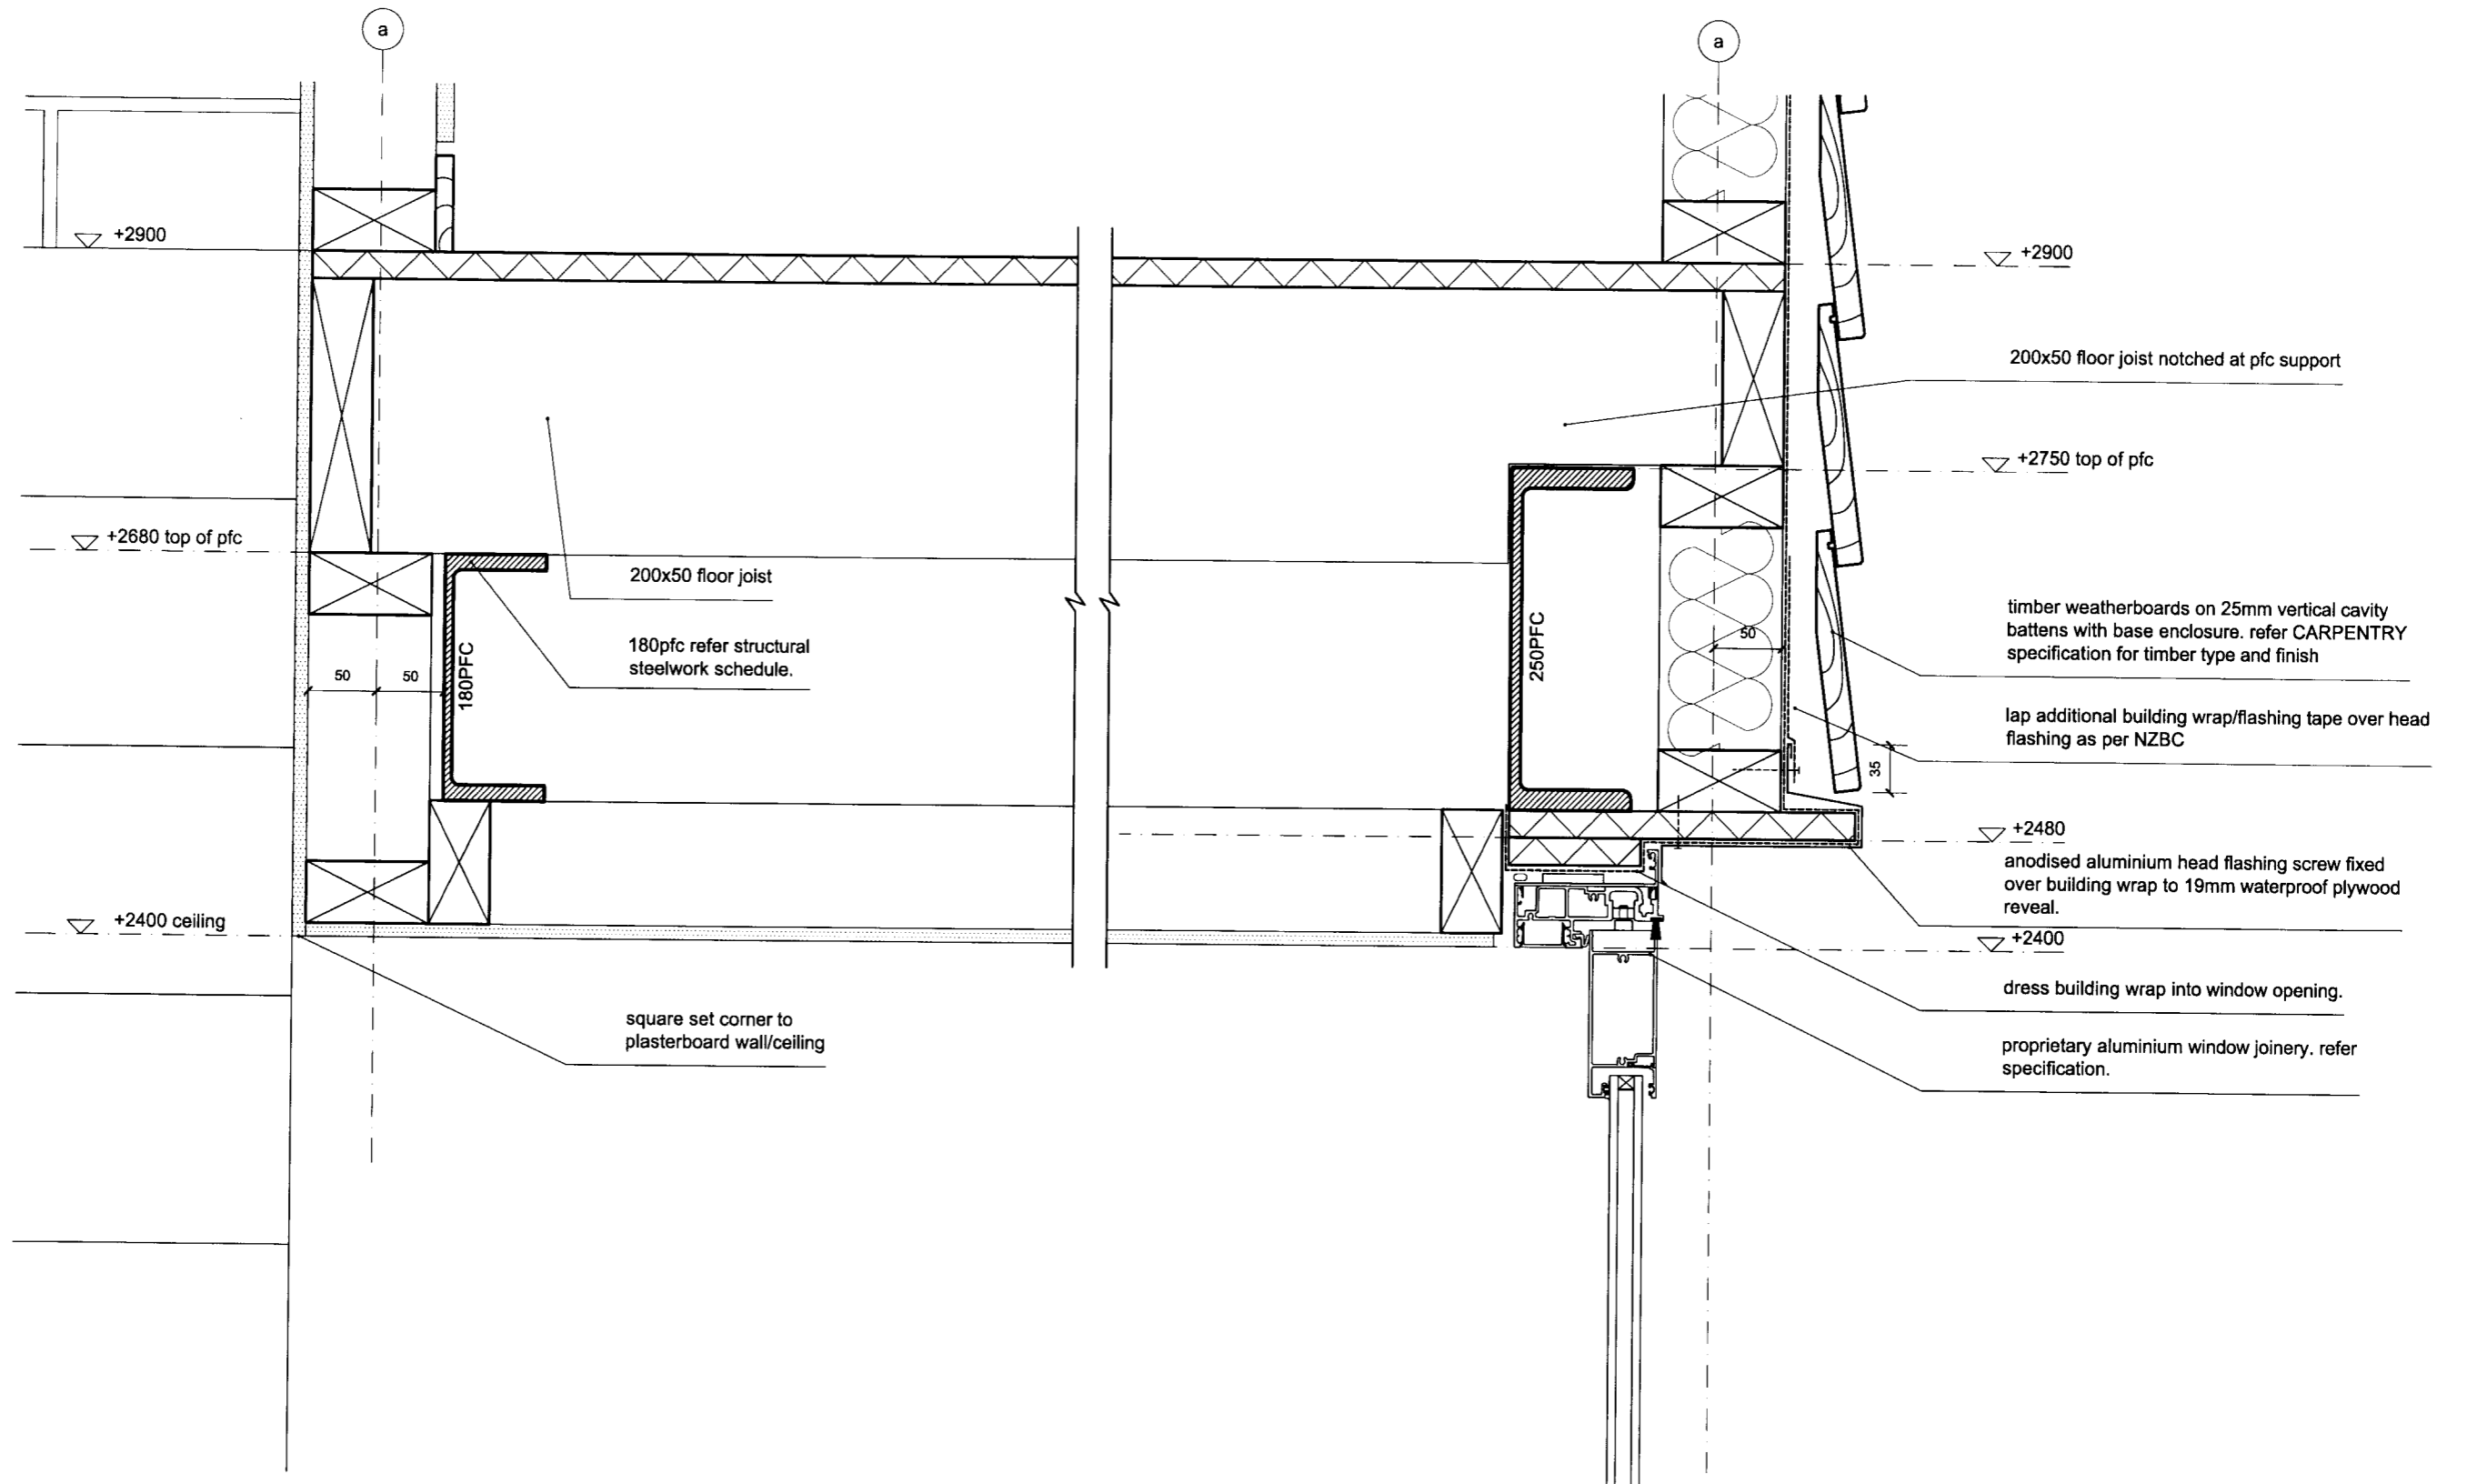 a
a
+2900
+2900
200x50 floor joist notched at pfc support
+2750 top of pfc
+2680 top of pfc
200x50 floor joist
180pfc refer structural
steelwork schedule.
50
50
180PFC
250PFC
50
timber weatherboards on 25mm vertical cavity
battens with base enclosure. refer CARPENTRY
specification for timber type and finish
lap additional building wrap/flashing tape over head
flashing as per NZBC
35
+2480
anodised aluminium head flashing screw fixed
over building wrap to 19mm waterproof plywood
reveal.
+2400 ceiling
+2400
dress building wrap into window opening.
square set corner to
plasterboard wall/ceiling
proprietary aluminium window joinery. refer
specification.